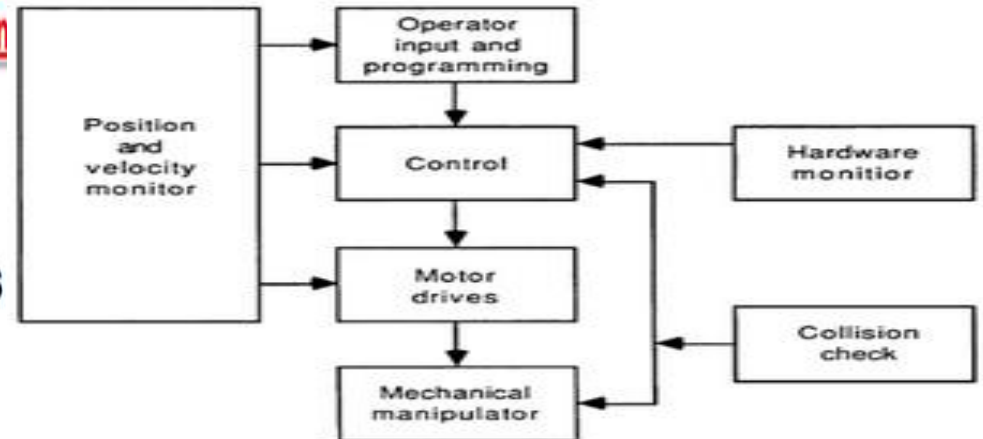 Operator
input and
programming
Position
and
velocity
monitor
Control
Hardware
monitior
Motor
drives
Collision
check
Mechanical
manipulator